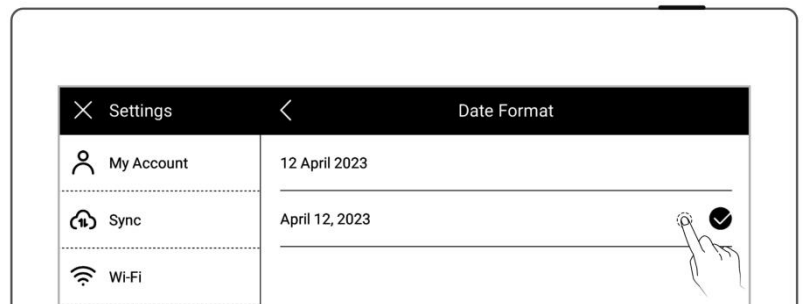 Settings
Date Format
My Account
12 April 2023
Sync
April 12, 2023
Wi-Fi